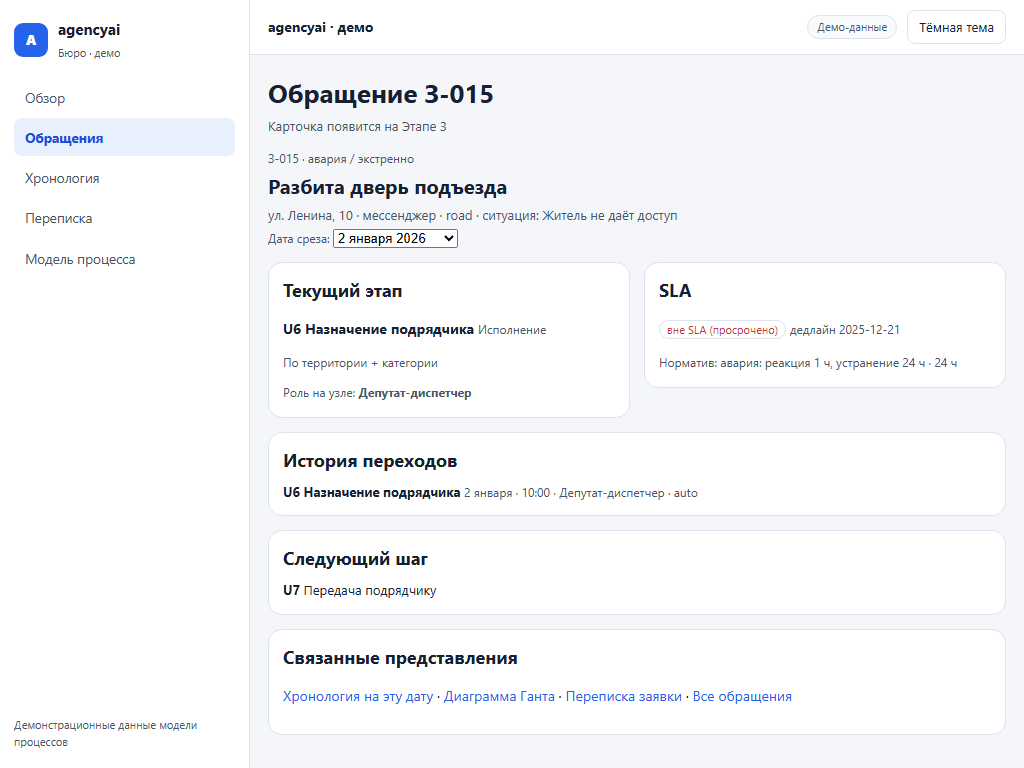 A
agencyai
Бюро · демо
Обзор
Обращения
Хронология
Переписка
Модель процесса
Демонстрационные данные модели
процессов
agencyai · демо
Демо-данные
Тёмная тема
Обращение 3-015
Карточка появится на Этапе 3
3-015 · авария / экстренно
Разбита дверь подъезда
ул. Ленина, 10 · мессенджер · road · ситуация: Житель не даёт доступ
Дата среза: 2 января 2026
Текущий этап
U6 Назначение подрядчика Исполнение
По территории + категории
Роль на узле: Депутат-диспетчер
SLA
вне SLA (просрочено) дедлайн 2025-12-21
Норматив: авария: реакция 1 ч, устранение 24 ч · 24 ч
История переходов
U6 Назначение подрядчика 2 января · 10:00 · Депутат-диспетчер · auto
Следующий шаг
U7 Передача подрядчику
Связанные представления
Хронология на эту дату · Диаграмма Ганта · Переписка заявки · Все обращения